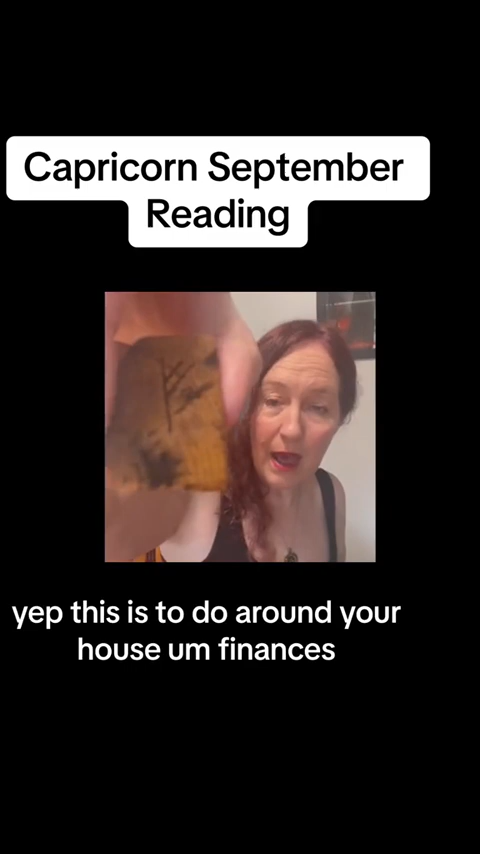 Capricorn September
Reading
yep this is to do around your
house um finances